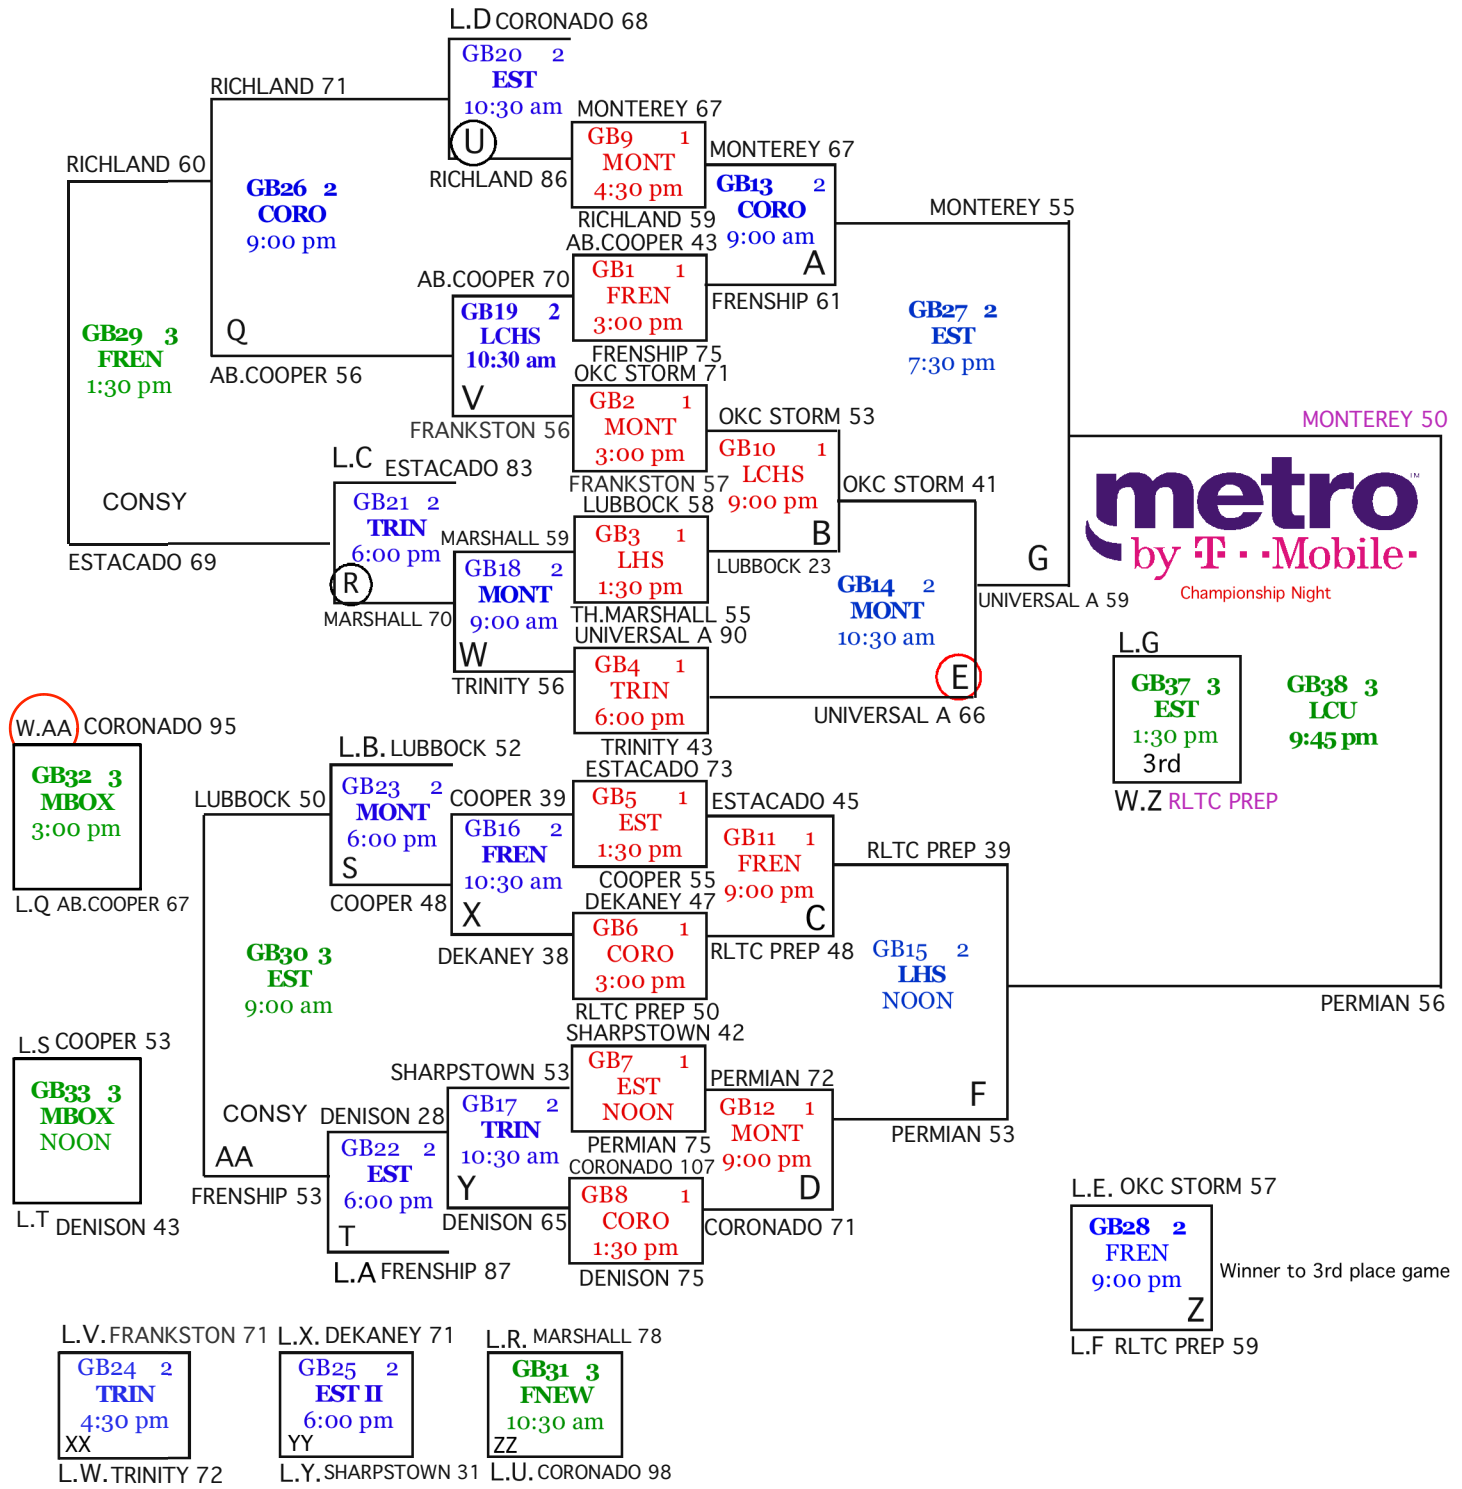 L.D CORONADO 68
GB20 2
EST
10:30 am
U
RICHLAND 86
RICHLAND 71
RICHLAND 60
GB26 2
CORO
9:00 pm
Q
AB.COOPER 56
GB29 3
FREN
1:30 pm
CONSY
ESTACADO 69
MONTEREY 67
GB9 1
MONT
4:30 pm
RICHLAND 59
MONTEREY 67
GB13 2
CORO
9:00 am
A
FRENSHIP 61
AB.COOPER 43
GB1 1
FREN
3:00 pm
FRENSHIP 75
AB.COOPER 70
GB19 2
LCHS
10:30 am
V
FRANKSTON 56
OKC STORM 71
GB2 1
MONT
3:00 pm
FRANKSTON 57
OKC STORM 53
GB10 1
LCHS
9:00 pm
B
LUBBOCK 23
MONTEREY 55
GB27 2
EST
7:30 pm
G
UNIVERSAL A 59
OKC STORM 41
GB14 2
MONT
10:30 am
E
UNIVERSAL A 66
L.C ESTACADO 83
GB21 2
TRIN
6:00 pm
R
MARSHALL 70
MARSHALL 59
GB18 2
MONT
9:00 am
W
TRINITY 56
LUBBOCK 58
GB3 1
LHS
1:30 pm
TH.MARSHALL 55
UNIVERSAL A 90
GB4 1
TRIN
6:00 pm
TRINITY 43
MONTEREY 50
metro™
by T··Mobile·
Championship Night
L.G
GB37 3
EST
1:30 pm
3rd
W.Z RLTC PREP
GB38 3
LCU
9:45 pm
PERMIAN 56
W.AA CORONADO 95
GB32 3
MBOX
3:00 pm
L.Q AB.COOPER 67
L.B. LUBBOCK 52
GB23 2
MONT
6:00 pm
S
COOPER 48
LUBBOCK 50
GB30 3
EST
9:00 am
CONSY
AA
FRENSHIP 53
COOPER 39
GB16 2
FREN
10:30 am
X
DEKANEY 38
ESTACADO 73
GB5 1
EST
1:30 pm
COOPER 55
ESTACADO 45
GB11 1
FREN
9:00 pm
C
RLTC PREP 48
DEKANEY 47
GB6 1
CORO
3:00 pm
RLTC PREP 50
RLTC PREP 39
GB15 2
LHS
NOON
F
PERMIAN 53
L.S COOPER 53
GB33 3
MBOX
NOON
L.T DENISON 43
DENISON 28
GB22 2
EST
6:00 pm
T
L.A FRENSHIP 87
SHARPSTOWN 53
GB17 2
TRIN
10:30 am
Y
DENISON 65
SHARPSTOWN 42
GB7 1
EST
NOON
PERMIAN 75
PERMIAN 72
GB12 1
MONT
9:00 pm
D
CORONADO 71
CORONADO 107
GB8 1
CORO
1:30 pm
DENISON 75
L.E. OKC STORM 57
GB28 2
FREN
9:00 pm
Z
Winner to 3rd place game
L.F RLTC PREP 59
L.V. FRANKSTON 71
GB24 2
TRIN
4:30 pm
XX
L.W. TRINITY 72
L.X. DEKANEY 71
GB25 2
EST II
6:00 pm
YY
L.Y. SHARPSTOWN 31
L.R. MARSHALL 78
GB31 3
FNEW
10:30 am
ZZ
L.U. CORONADO 98